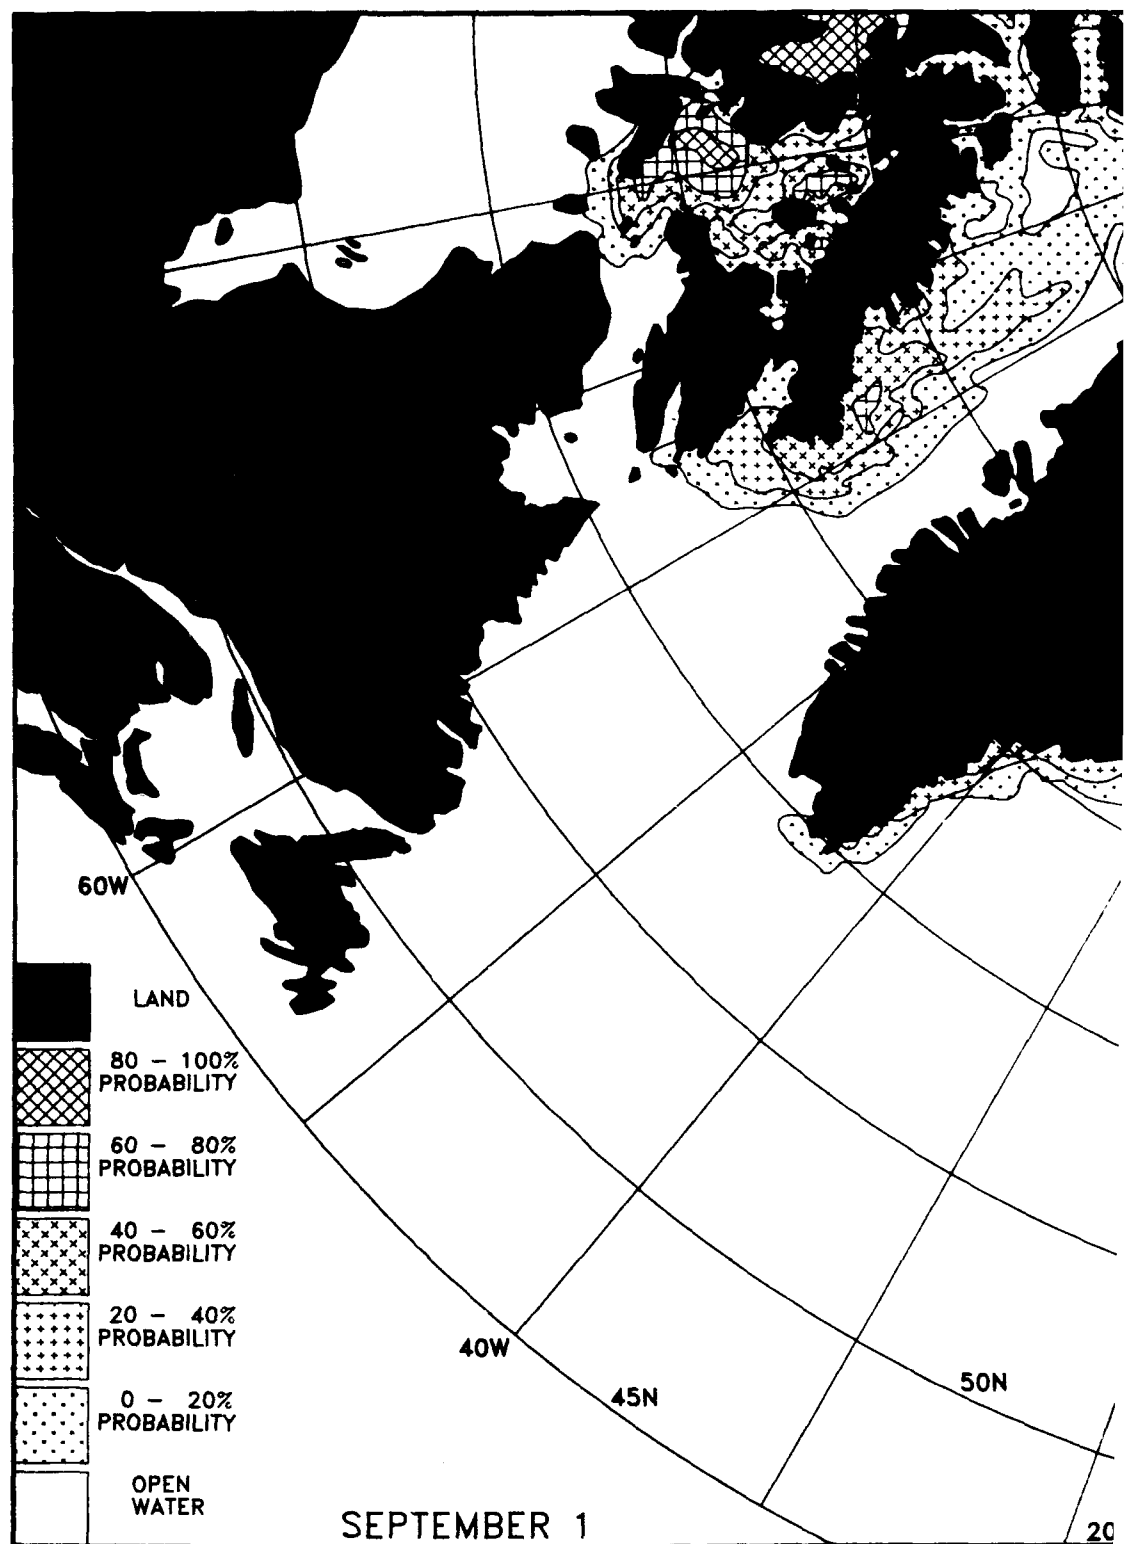 60W
LAND
80 – 100%
PROBABILITY
60 – 80%
PROBABILITY
40 – 60%
PROBABILITY
20 – 40%
PROBABILITY
0 – 20%
PROBABILITY
OPEN
WATER
40W
45N
50N
SEPTEMBER 1
20